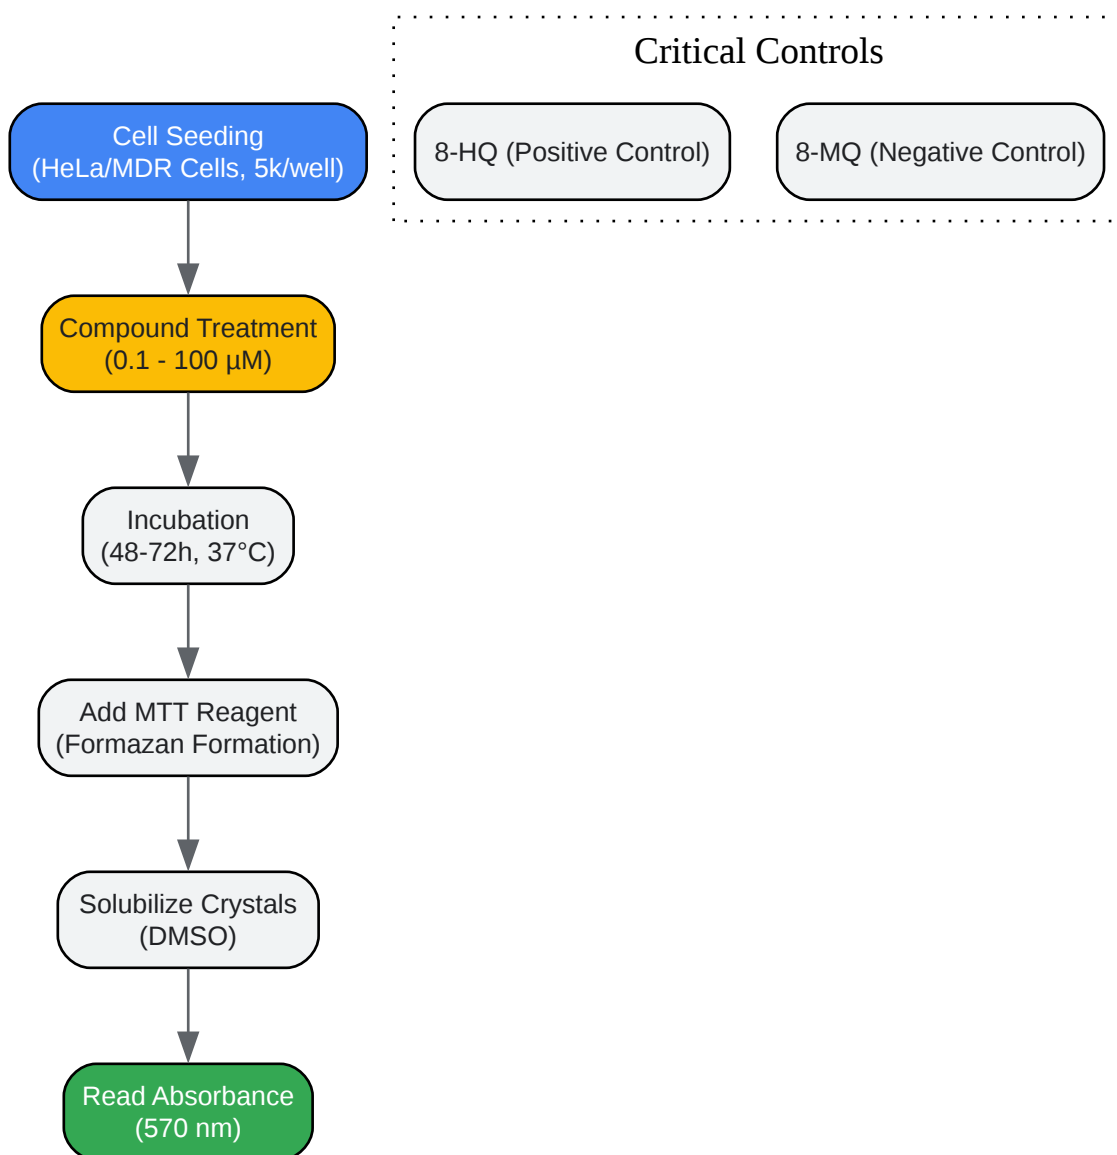 Critical Controls
Cell Seeding
(HeLa/MDR Cells, 5k/well)
8-HQ (Positive Control)
8-MQ (Negative Control)
Compound Treatment
(0.1 - 100 µM)
Incubation
(48-72h, 37°C)
Add MTT Reagent
(Formazan Formation)
Solubilize Crystals
(DMSO)
Read Absorbance
(570 nm)